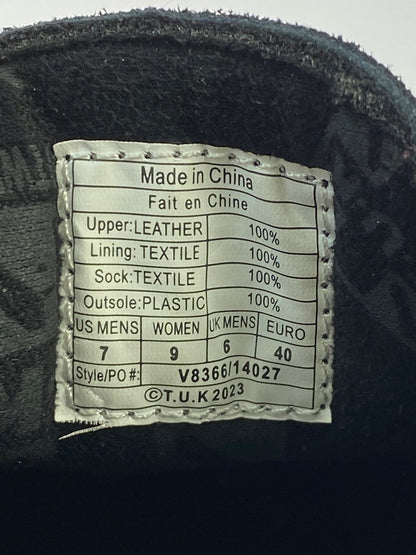 Made in China
Fait en Chine
Upper:LEATHER 100%
Lining:TEXTILE 100%
Sock:TEXTILE 100%
Outsole:PLASTIC 100%
US MENS WOMEN UK MENS EURO
7 9 6 40
Style/PO #: V8366/14027
©T.U.K 2023